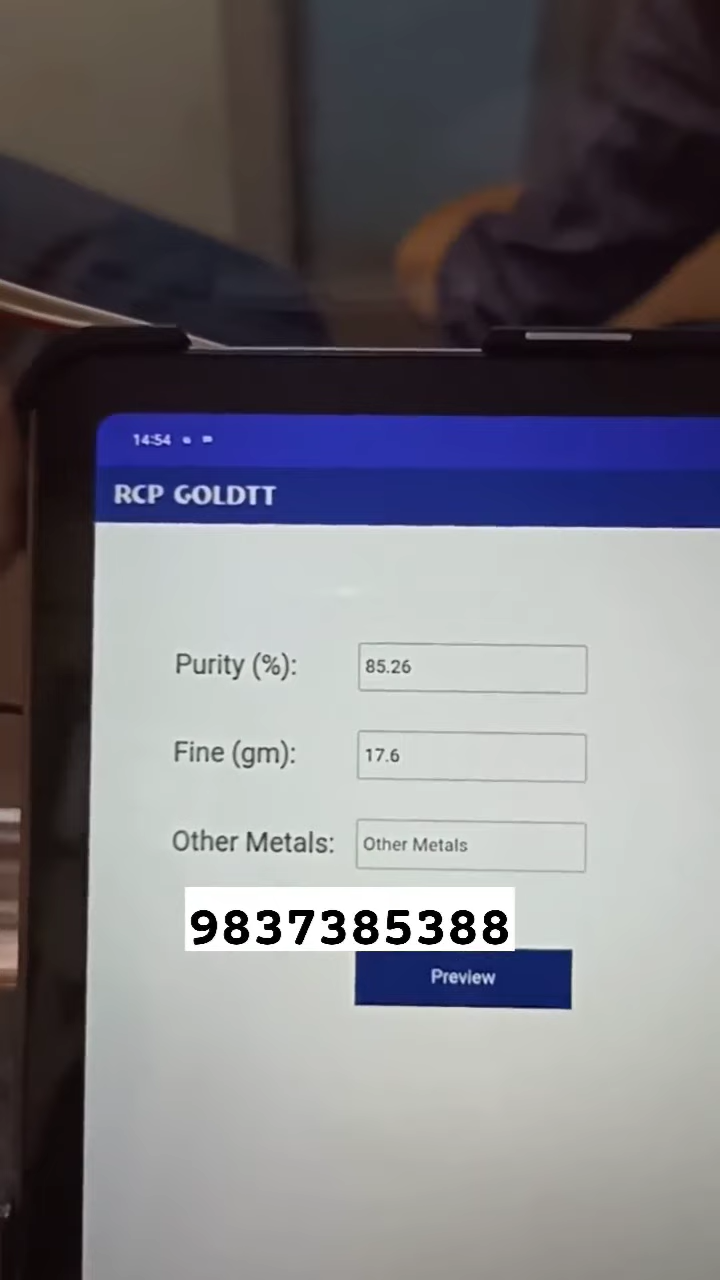 14:54
RCP GOLDTT
Purity (%): 85.26
Fine (gm): 17.6
Other Metals: Other Metals
9837385388
Preview